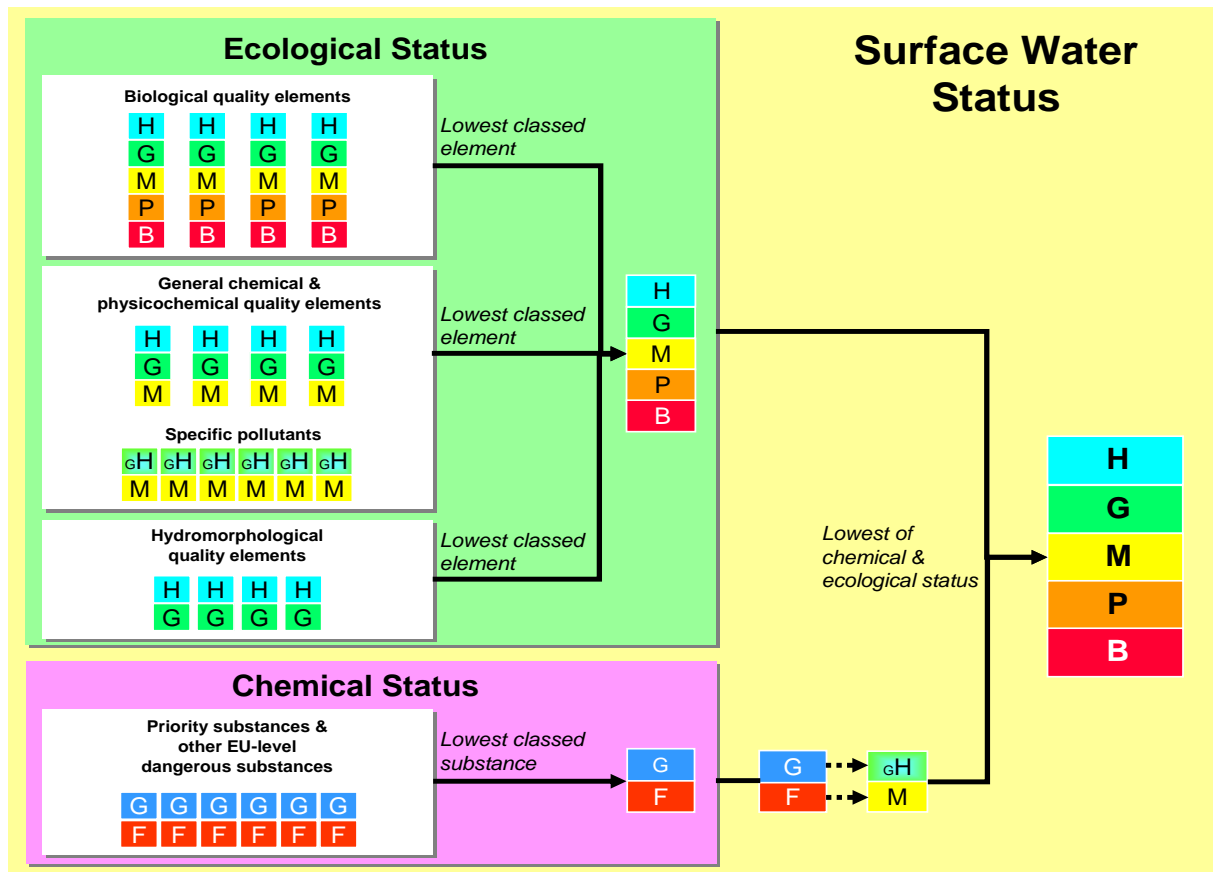 Ecological Status
Surface Water
Status
Biological quality elements
H H H H
G G G G
M M M M
P P P P
B B B B
Lowest classed
element
General chemical &
physicochemical quality elements
H H H H
G G G G
M M M M
Lowest classed
element
Specific pollutants
GH GH GH GH GH GH
M M M M M M
Hydromorphological
quality elements
H H H H
G G G G
Lowest classed
element
H
G
M
P
B
Lowest of
chemical &
ecological status
H
G
M
P
B
Chemical Status
Priority substances &
other EU-level
dangerous substances
G G G G G G
F F F F F F
Lowest classed
substance
G
F
G
F
GH
M